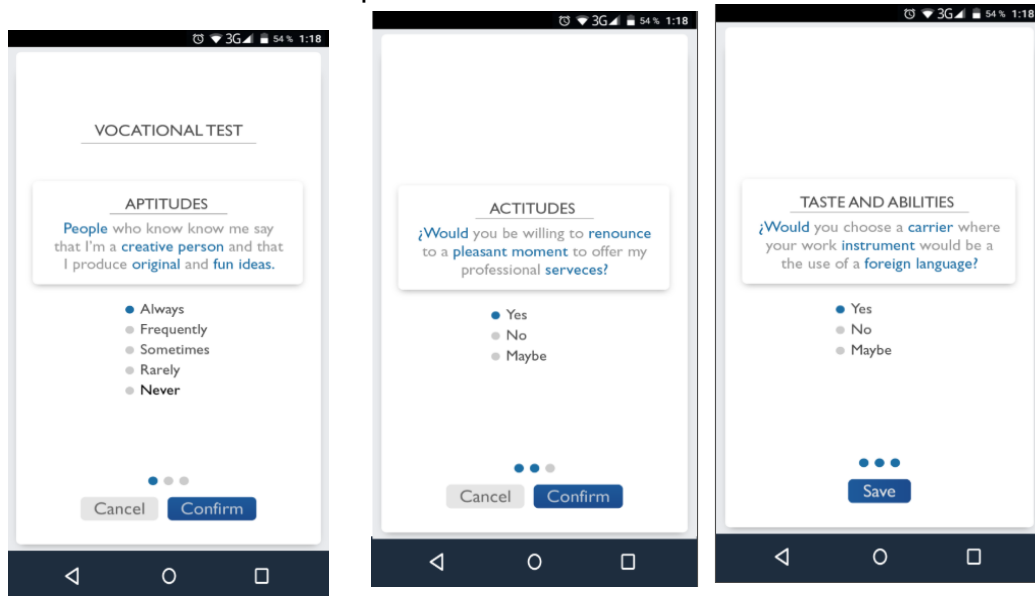 3G 54 % 1:18
VOCATIONAL TEST
APTITUDES
People who know know me say
that I'm a creative person and that
I produce original and fun ideas.
Always
Frequently
Sometimes
Rarely
Never
Cancel Confirm
3G 54 % 1:18
ACTITUDES
¿Would you be willing to renounce
to a pleasant moment to offer my
professional serveces?
Yes
No
Maybe
Cancel Confirm
3G 54 % 1:18
TASTE AND ABILITIES
¿Would you choose a carrier where
your work instrument would be a
the use of a foreign language?
Yes
No
Maybe
Save